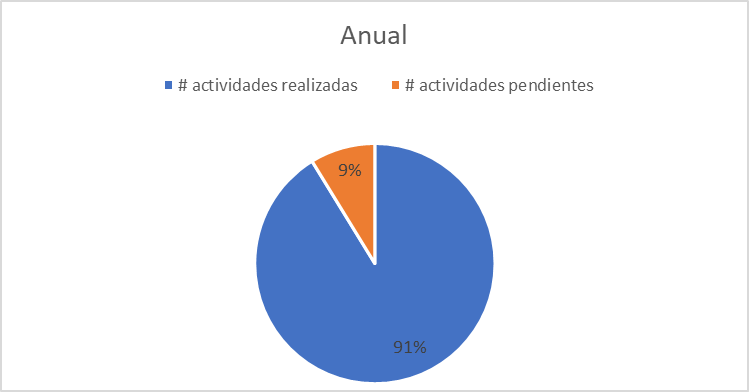 Anual
# actividades realizadas # actividades pendientes
9%
91%